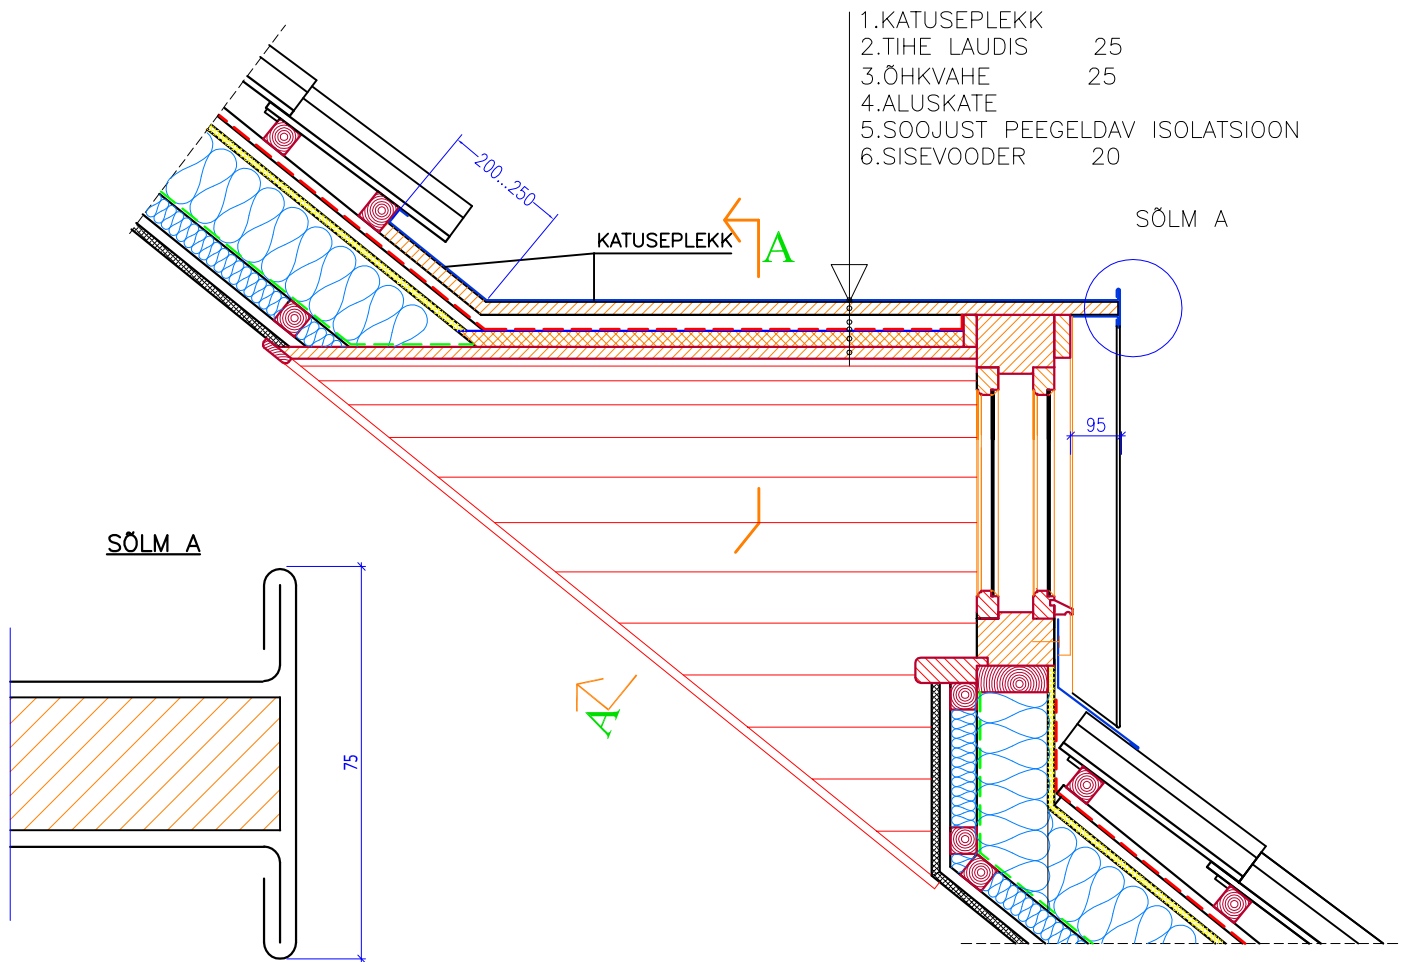 1.KATUSEPLEKK
2.TIHE LAUDIS 25
3.ÕHKVAHE 25
4.ALUSKATE
5.SOOJUST PEEGELDAV ISOLATSIOON
6.SISEVOODER 20
SÕLM A
200...250
KATUSEPLEKK
A
95
SÕLM A
75
A